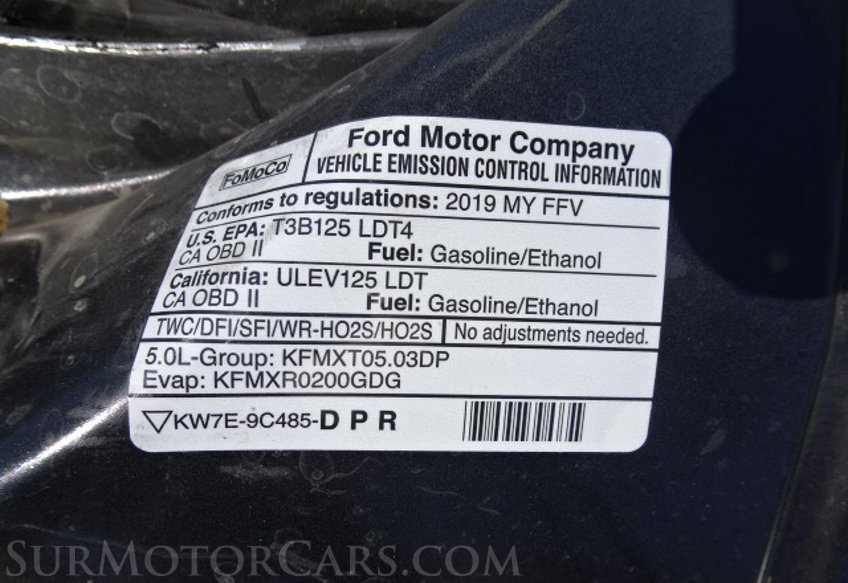 FoMoCo
Ford Motor Company
VEHICLE EMISSION CONTROL INFORMATION
Conforms to regulations: 2019 MY FFV
U.S. EPA: T3B125 LDT4
CA OBD II Fuel: Gasoline/Ethanol
California: ULEV125 LDT
CA OBD II Fuel: Gasoline/Ethanol
TWC/DFI/SFI/WR-HO2S/HO2S No adjustments needed.
5.0L-Group: KFMXT05.03DP
Evap: KFMXR0200GDG
KW7E-9C485-D P R
SURMOTORCARS.COM